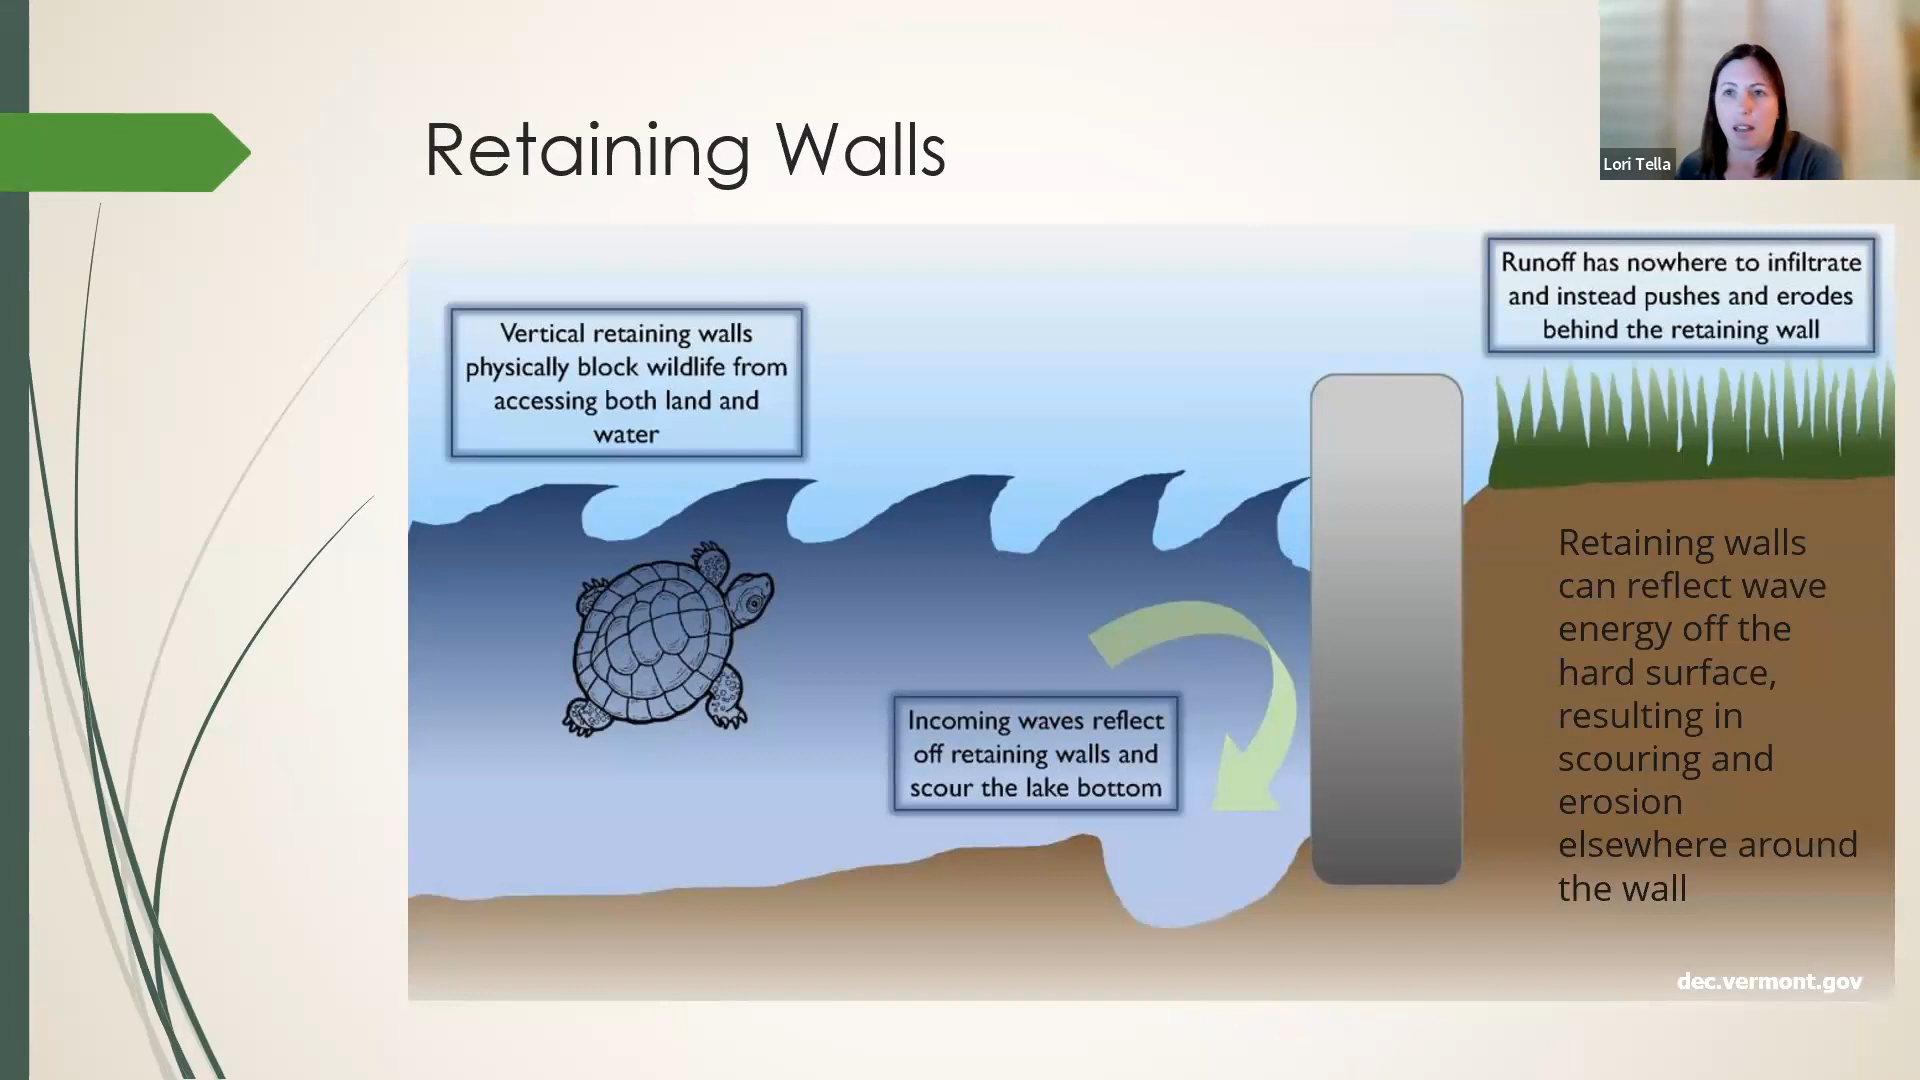 Retaining Walls
Lori Tella
Runoff has nowhere to infiltrate
and instead pushes and erodes
behind the retaining wall
Vertical retaining walls
physically block wildlife from
accessing both land and
water
Incoming waves reflect
off retaining walls and
scour the lake bottom
Retaining walls
can reflect wave
energy off the
hard surface,
resulting in
scouring and
erosion
elsewhere around
the wall
dec.vermont.gov